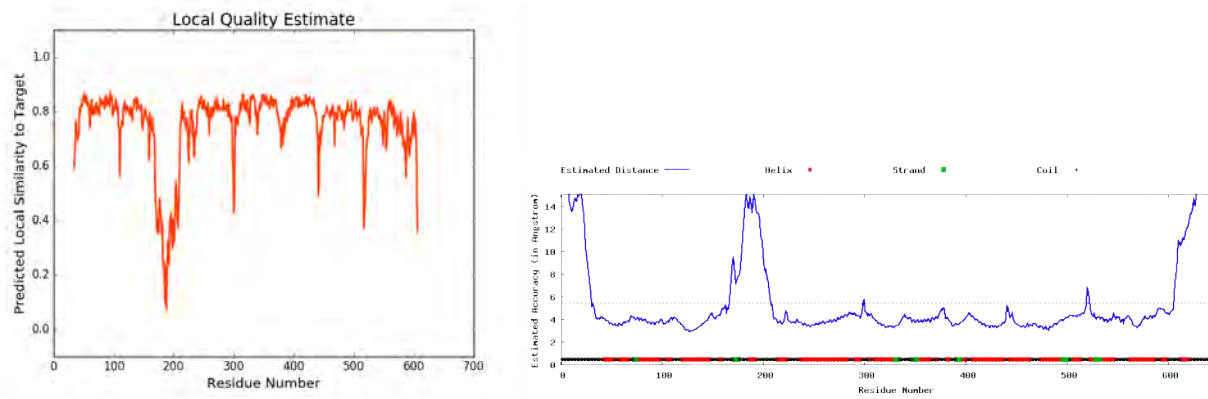 Local Quality Estimate
Predicted Local Similarity to Target
1.0
0.8
0.6
0.4
0.2
0.0
0 100 200 300 400 500 600 700
Residue Number
Estimated Distance Helix Strand Coil
Estimated Accuracy (in Angstrom)
14
12
10
8
6
4
2
0
0 100 200 300 400 500 600
Residue Number